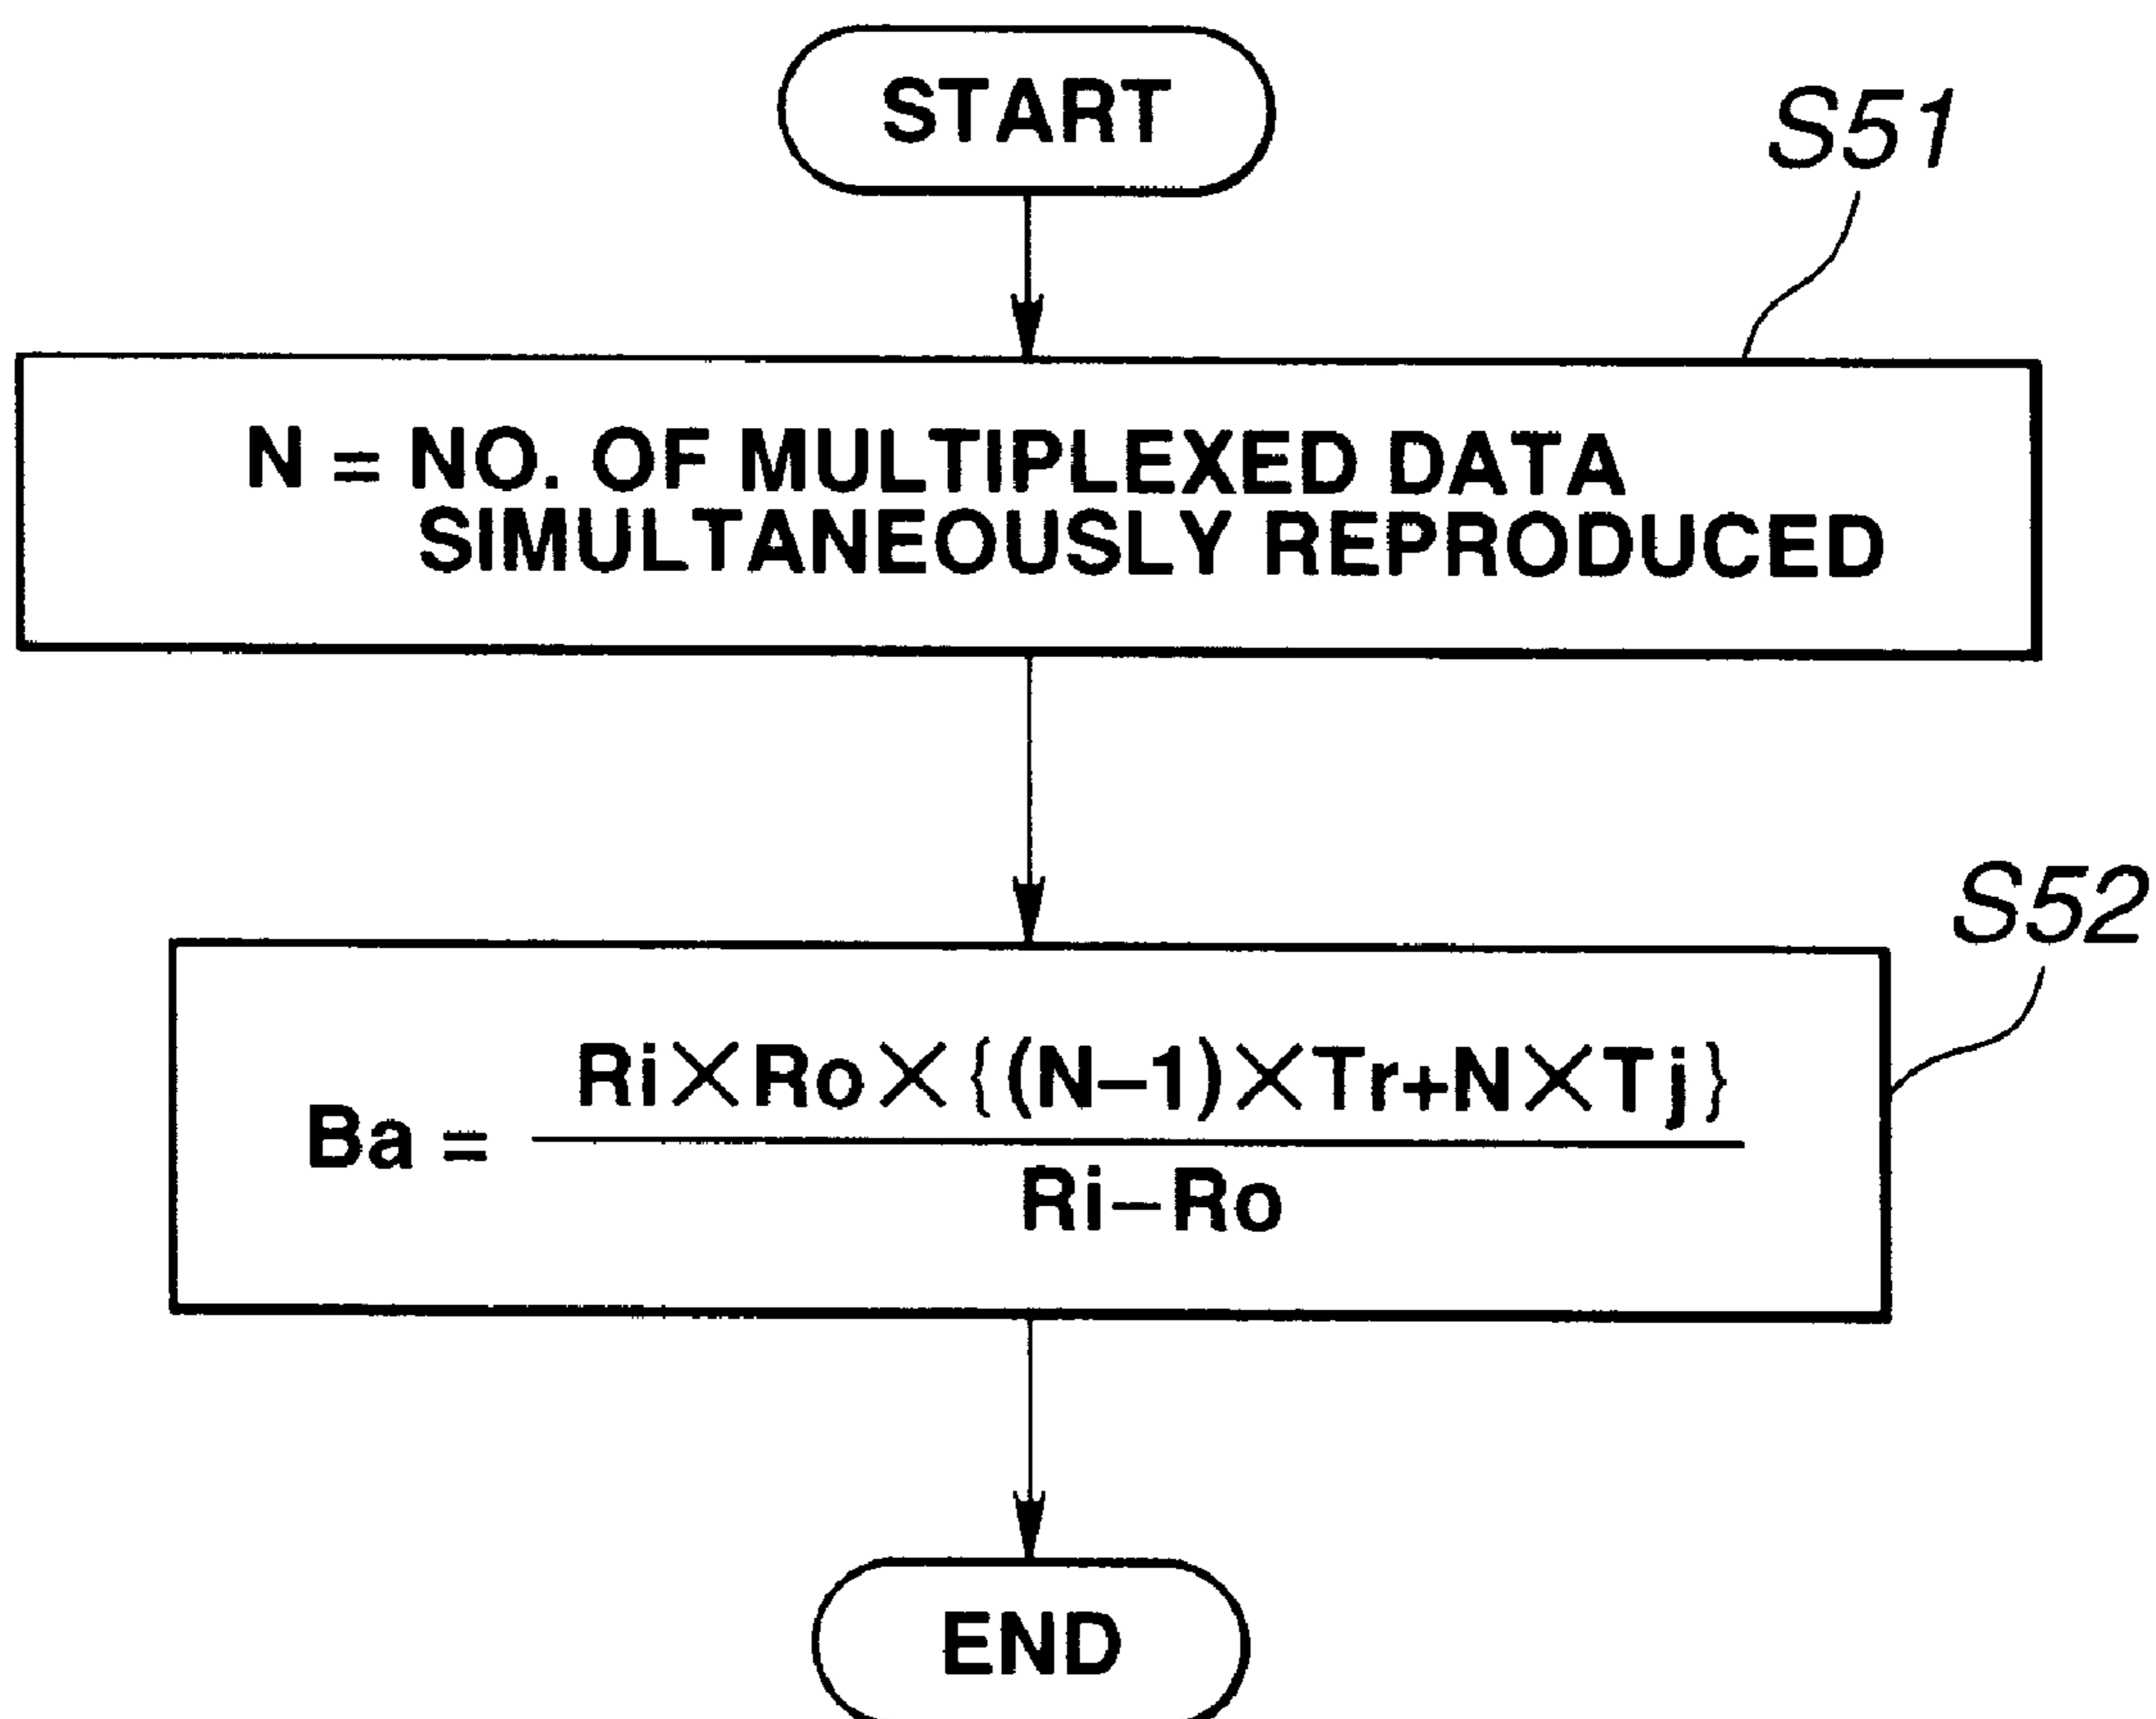 START
S51
N = NO. OF MULTIPLEXED DATA
SIMULTANEOUSLY REPRODUCED
S52
Ba = Ri×Ro×{(N−1)×Tr+N×Tj}
Ri−Ro
END